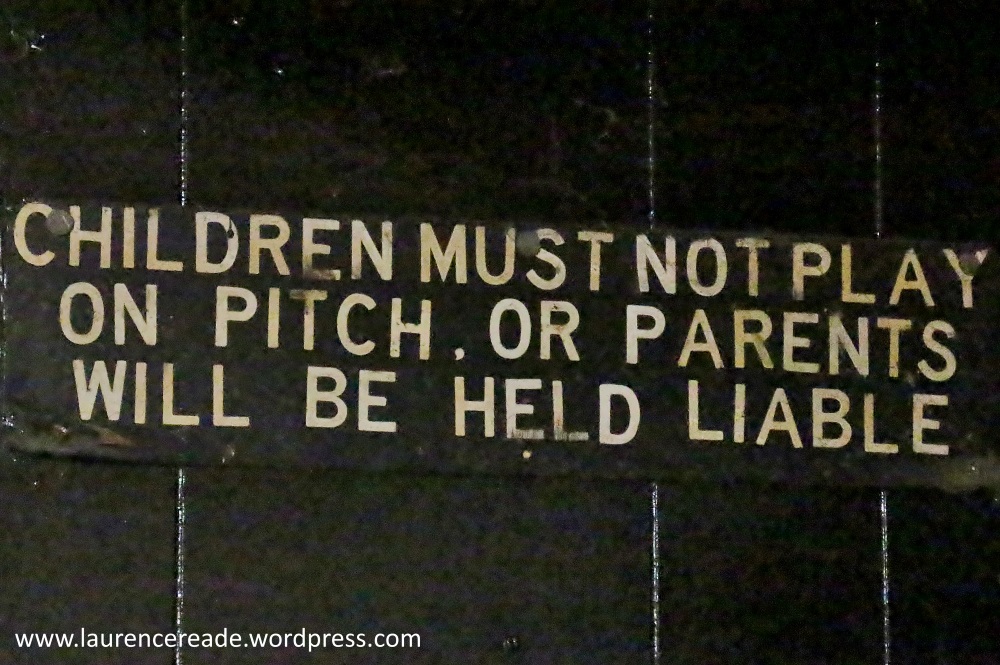 CHILDREN MUST NOT PLAY
ON PITCH, OR PARENTS
WILL BE HELD LIABLE
www.laurencereade.wordpress.com